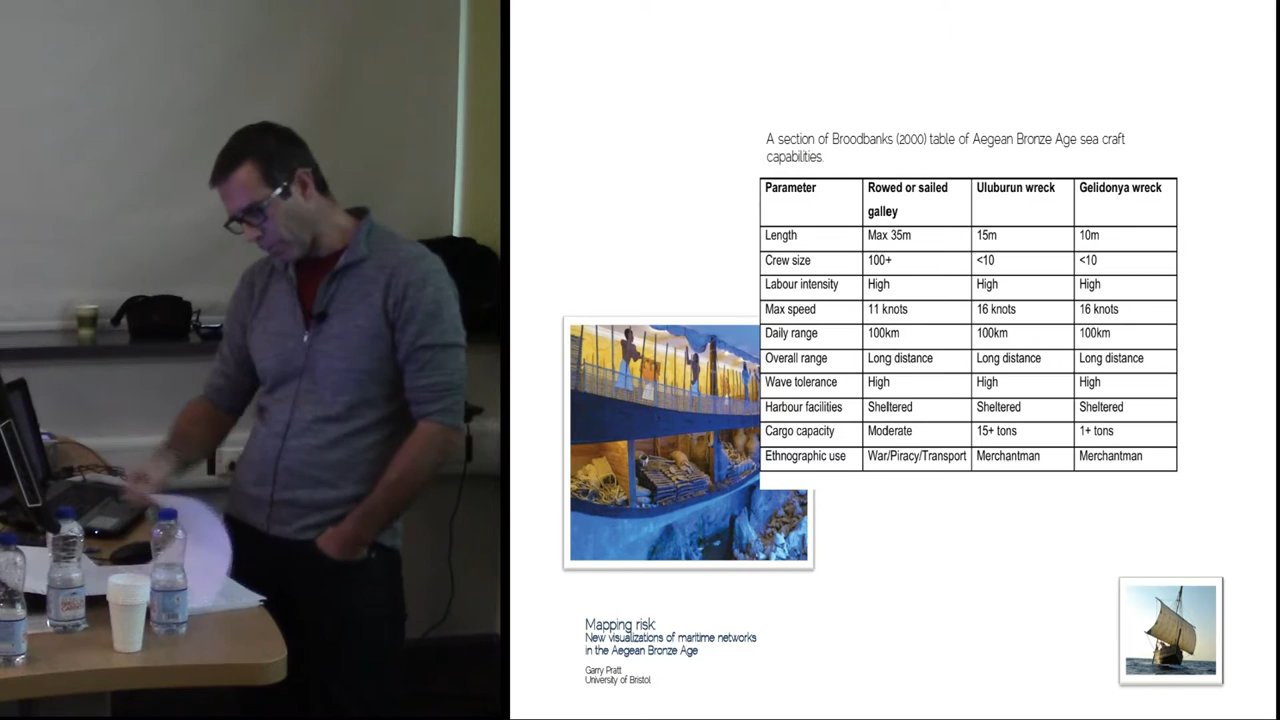 A section of Broodbanks (2000) table of Aegean Bronze Age sea craft
capabilities.
Parameter Rowed or sailed galley Uluburun wreck Gelidonya wreck
Length Max 35m 15m 10m
Crew size 100+ <10 <10
Labour intensity High High High
Max speed 11 knots 16 knots 16 knots
Daily range 100km 100km 100km
Overall range Long distance Long distance Long distance
Wave tolerance High High High
Harbour facilities Sheltered Sheltered Sheltered
Cargo capacity Moderate 15+ tons 1+ tons
Ethnographic use War/Piracy/Transport Merchantman Merchantman
Mapping risk:
New visualizations of maritime networks
in the Aegean Bronze Age
Garry Pratt
University of Bristol